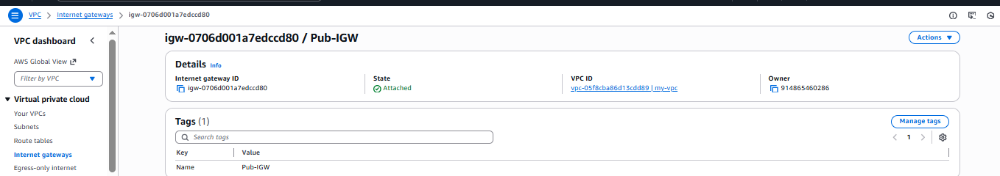 VPC > Internet gateways > igw-0706d001a7edccd80
VPC dashboard
AWS Global View
Filter by VPC
Virtual private cloud
Your VPCs
Subnets
Route tables
Internet gateways
Egress-only internet
igw-0706d001a7edccd80 / Pub-IGW
Actions
Details Info
Internet gateway ID
igw-0706d001a7edccd80
State
Attached
VPC ID
vpc-05f8cba86d13cdd89 | my-vpc
Owner
914865460286
Tags (1)
Manage tags
Search tags
1
Key Value
Name Pub-IGW